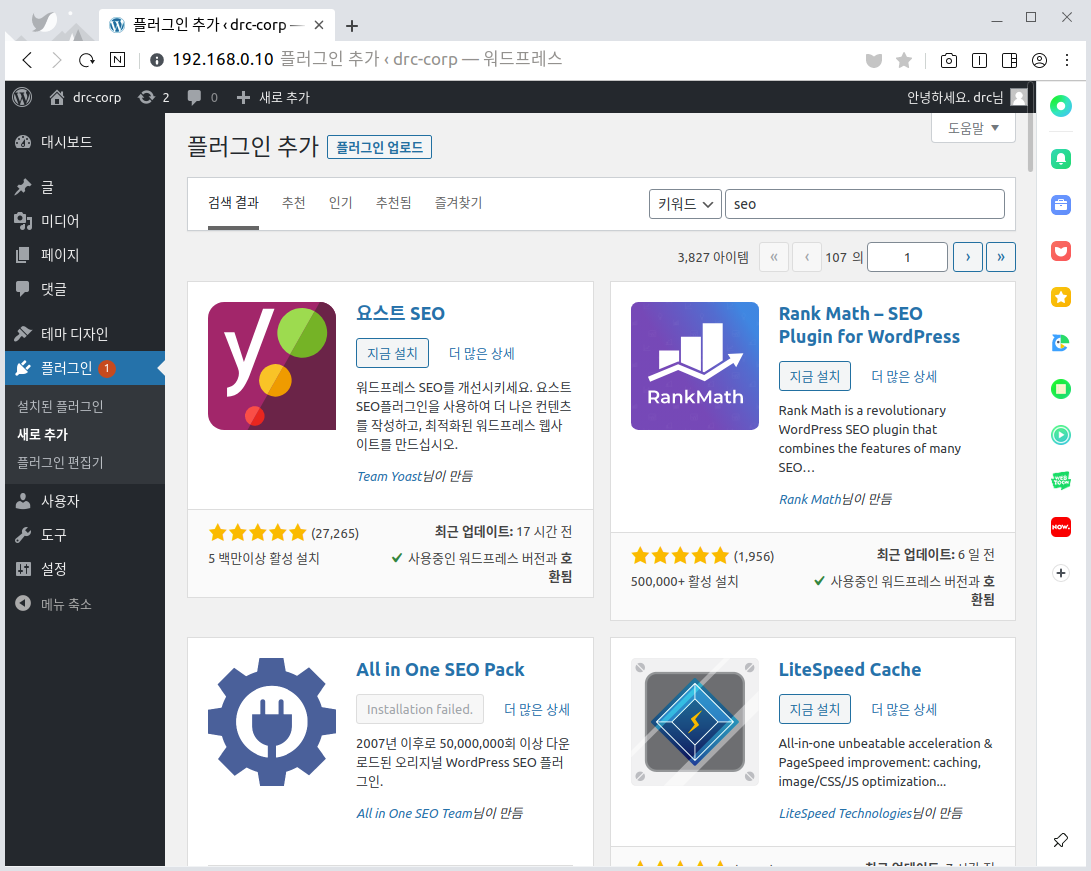 플러그인 추가 ‹ drc-corp —
192.168.0.10 플러그인 추가 ‹ drc-corp — 워드프레스
drc-corp 2 0 새로 추가 안녕하세요. drc님
대시보드
글
미디어
페이지
댓글
테마 디자인
플러그인 1
설치된 플러그인
새로 추가
플러그인 편집기
사용자
도구
설정
메뉴 축소
도움말
플러그인 추가 플러그인 업로드
검색 결과 추천 인기 추천됨 즐겨찾기 키워드 seo
3,827 아이템 « ‹ 107 의 1 › »
요스트 SEO
지금 설치 더 많은 상세
워드프레스 SEO를 개선시키세요. 요스트
SEO플러그인을 사용하여 더 나은 컨텐츠
를 작성하고, 최적화된 워드프레스 웹사
이트를 만드십시오.
Team Yoast님이 만듦
(27,265) 최근 업데이트: 17 시간 전
5 백만이상 활성 설치 사용중인 워드프레스 버전과 호
환됨
RankMath
Rank Math – SEO
Plugin for WordPress
지금 설치 더 많은 상세
Rank Math is a revolutionary
WordPress SEO plugin that
combines the features of many
SEO…
Rank Math님이 만듦
(1,956) 최근 업데이트: 6 일 전
500,000+ 활성 설치 사용중인 워드프레스 버전과 호
환됨
All in One SEO Pack
Installation failed. 더 많은 상세
2007년 이후로 50,000,000회 이상 다운
로드된 오리지널 WordPress SEO 플러
그인.
All in One SEO Team님이 만듦
LiteSpeed Cache
지금 설치 더 많은 상세
All-in-one unbeatable acceleration &
PageSpeed improvement: caching,
image/CSS/JS optimization...
LiteSpeed Technologies님이 만듦
WEB
TOON
NOW.